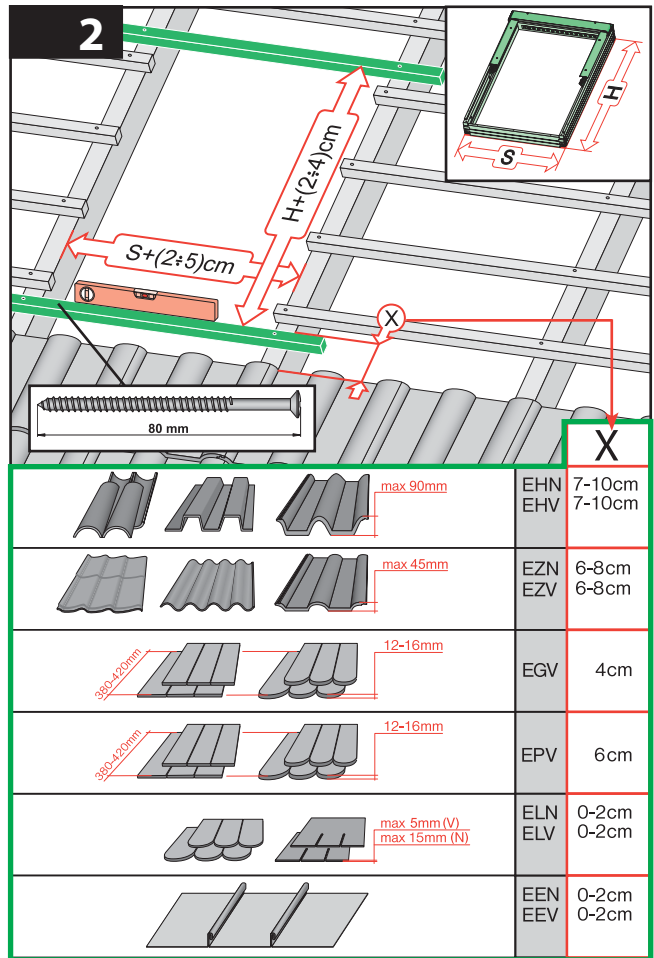 2
H
S
H+(2÷4)cm
S+(2÷5)cm
X
80 mm
X
max 90mm
EHN 7-10cm
EHV 7-10cm
max 45mm
EZN 6-8cm
EZV 6-8cm
12-16mm
380-420mm
EGV 4cm
12-16mm
380-420mm
EPV 6cm
max 5mm (V)
max 15mm (N)
ELN 0-2cm
ELV 0-2cm
EEN 0-2cm
EEV 0-2cm